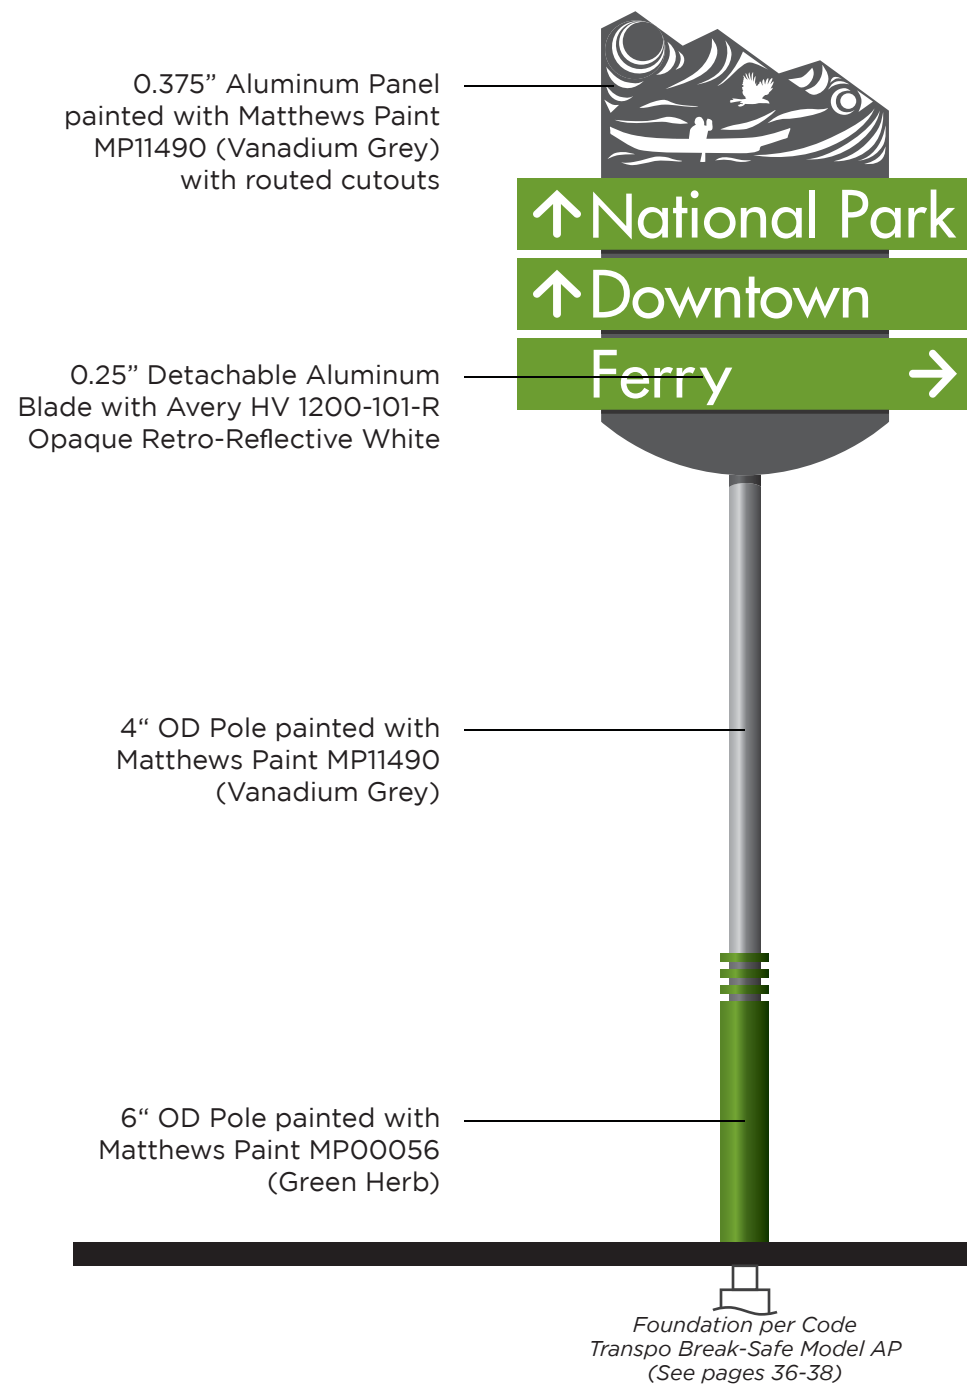 0.375” Aluminum Panel
painted with Matthews Paint
MP11490 (Vanadium Grey)
with routed cutouts
National Park
Downtown
Ferry
0.25” Detachable Aluminum
Blade with Avery HV 1200-101-R
Opaque Retro-Reflective White
4“ OD Pole painted with
Matthews Paint MP11490
(Vanadium Grey)
6“ OD Pole painted with
Matthews Paint MP00056
(Green Herb)
Foundation per Code
Transpo Break-Safe Model AP
(See pages 36-38)